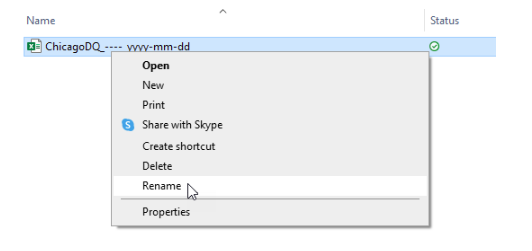 Name Status
ChicagoDQ_---- yyyy-mm-dd
Open
New
Print
Share with Skype
Create shortcut
Delete
Rename
Properties